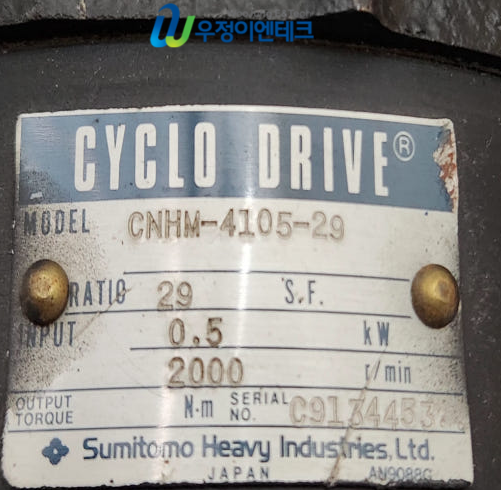 우정이엔테크
CYCLO DRIVE®
MODEL CNHM-4105-29
RATIO 29 S.F.
INPUT 0.5 kW
2000 r/min
OUTPUT TORQUE N·m SERIAL NO.
Sumitomo Heavy Industries, Ltd.
JAPAN AN9088G